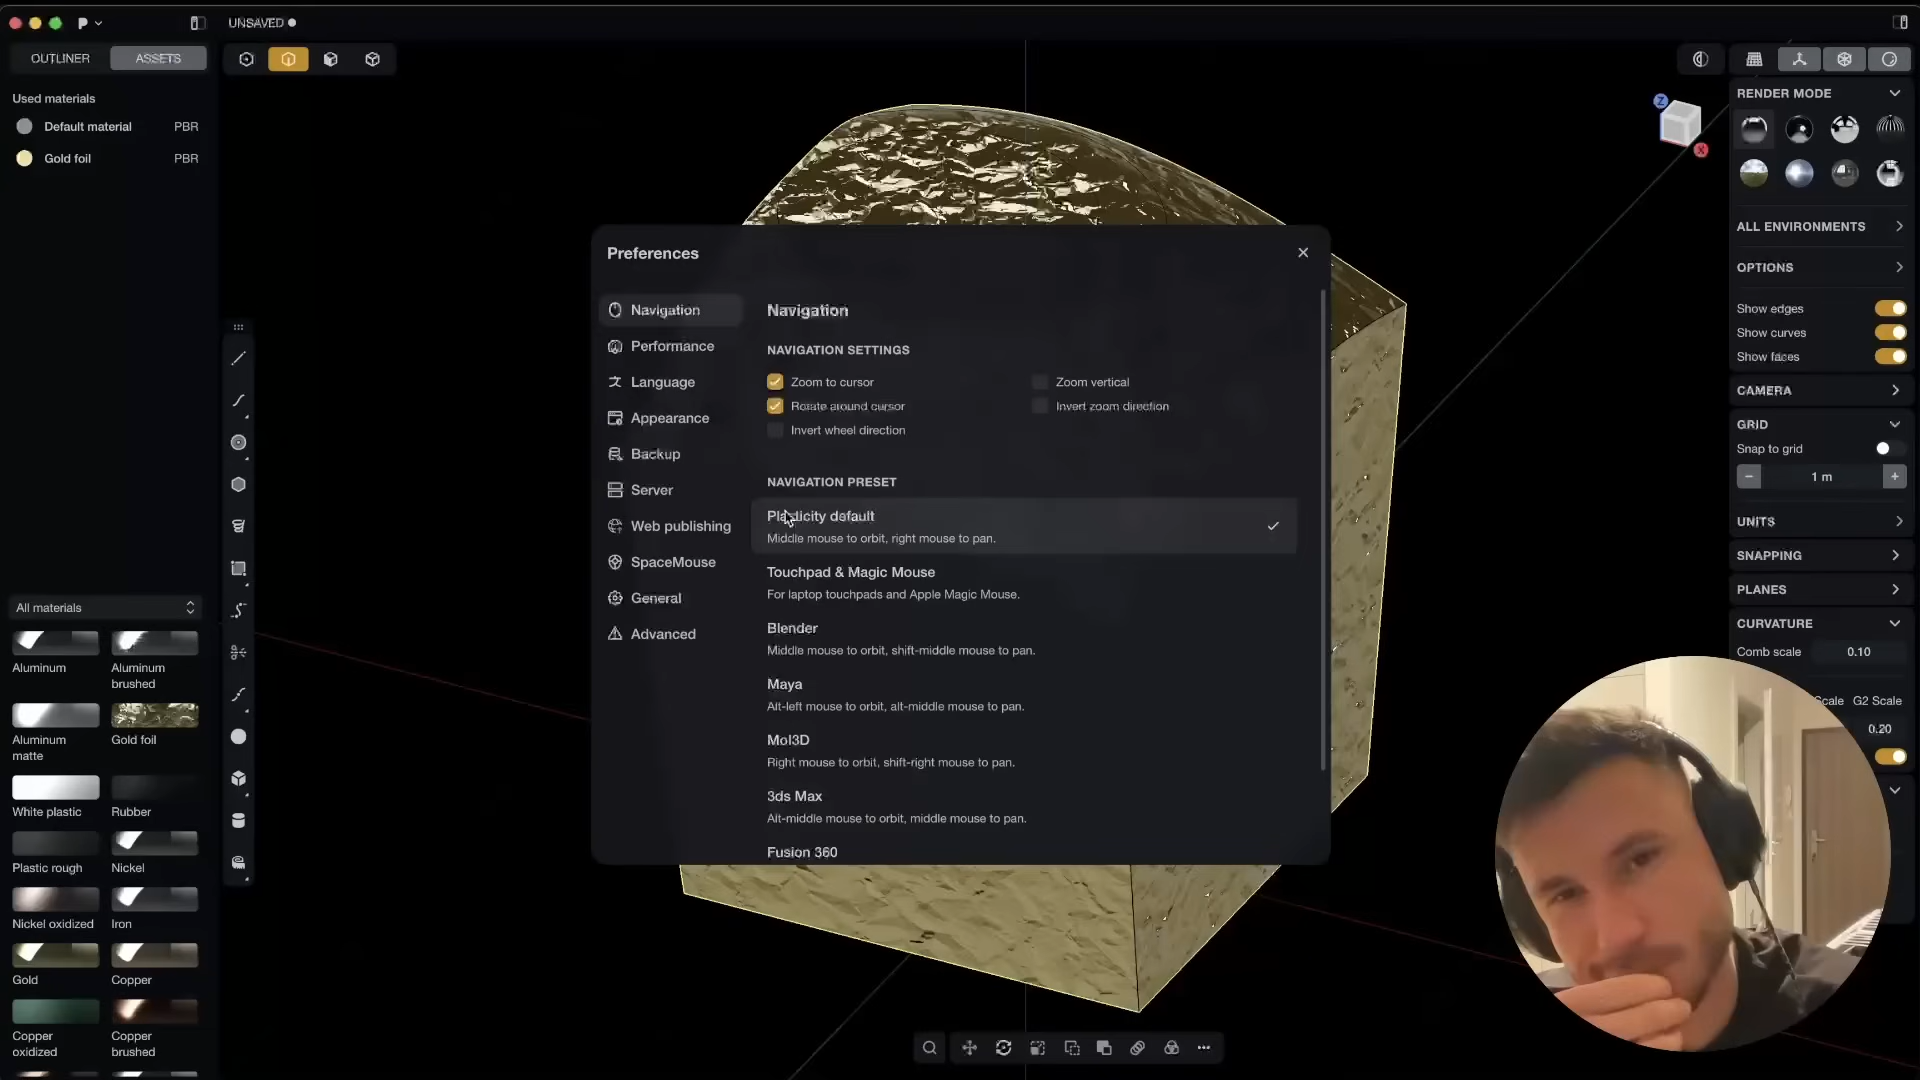 UNSAVED
OUTLINER
ASSETS
Used materials
Default material
PBR
Gold foil
PBR
All materials
Aluminum
Aluminum brushed
Aluminum matte
Gold foil
White plastic
Rubber
Plastic rough
Nickel
Nickel oxidized
Iron
Gold
Copper
Copper oxidized
Copper brushed
Preferences
Navigation
Performance
Language
Appearance
Backup
Server
Web publishing
SpaceMouse
General
Advanced
Navigation
NAVIGATION SETTINGS
Zoom to cursor
Zoom vertical
Rotate around cursor
Invert zoom direction
Invert wheel direction
NAVIGATION PRESET
Plasticity default
Middle mouse to orbit, right mouse to pan.
Touchpad & Magic Mouse
For laptop touchpads and Apple Magic Mouse.
Blender
Middle mouse to orbit, shift-middle mouse to pan.
Maya
Alt-left mouse to orbit, alt-middle mouse to pan.
MoI3D
Right mouse to orbit, shift-right mouse to pan.
3ds Max
Alt-middle mouse to orbit, middle mouse to pan.
Fusion 360
Z
X
RENDER MODE
ALL ENVIRONMENTS
OPTIONS
Show edges
Show curves
Show faces
CAMERA
GRID
Snap to grid
− 1 m +
UNITS
SNAPPING
PLANES
CURVATURE
Comb scale
0.10
Scale
G2 Scale
0.20